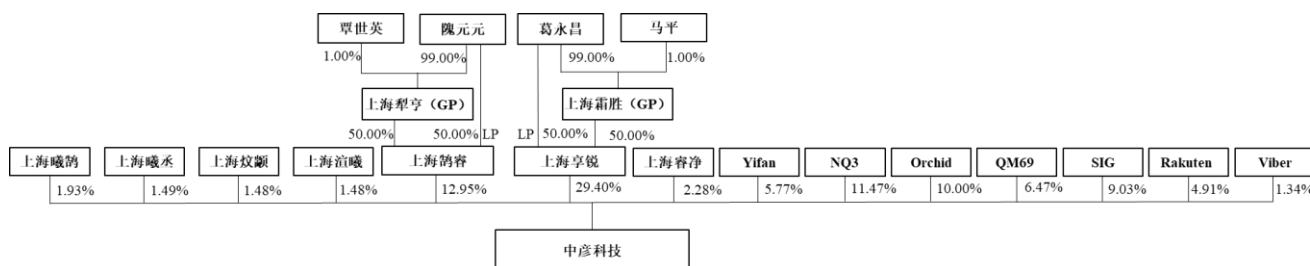 覃世英 隗元元 葛永昌 马平
1.00% 99.00% 99.00% 1.00%
上海犁亨（GP） 上海霜胜（GP）
50.00% 50.00% LP LP 50.00% 50.00%
上海曦鹄 上海曦丞 上海炆颛 上海渲曦 上海鹄睿 上海享锐 上海睿净 Yifan NQ3 Orchid QM69 SIG Rakuten Viber
1.93% 1.49% 1.48% 1.48% 12.95% 29.40% 2.28% 5.77% 11.47% 10.00% 6.47% 9.03% 4.91% 1.34%
中彦科技